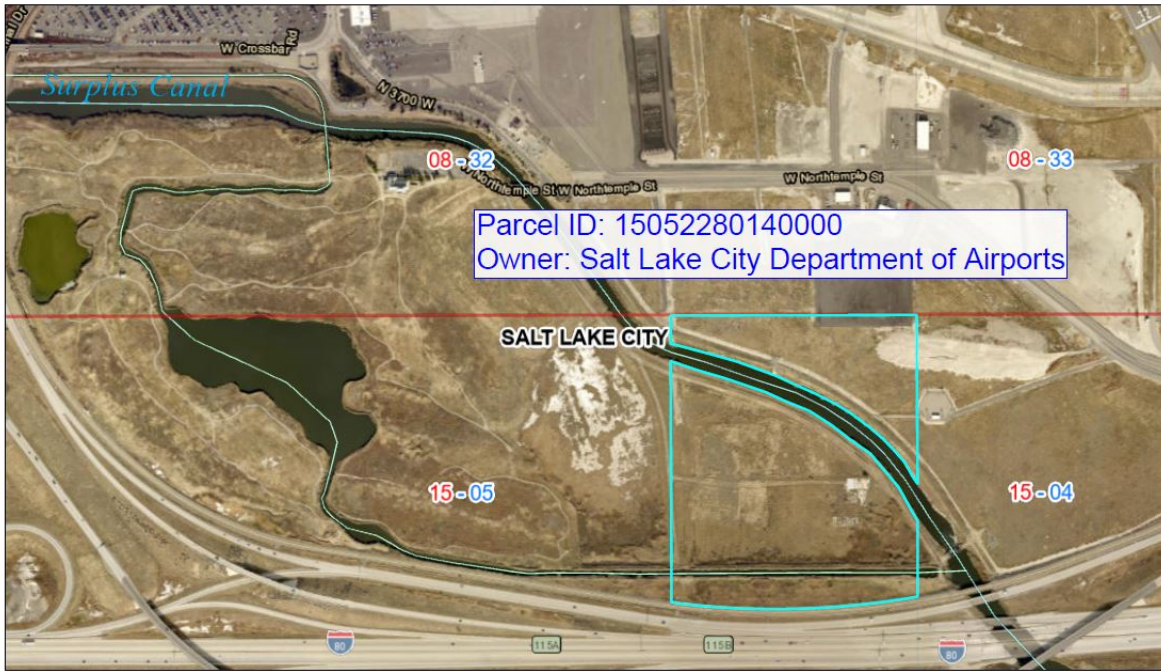 W Crossbar Rd
Surplus Canal
N 3700 W
08 - 32
08 - 33
W Northtemple St
W Northtemple St
W Northtemple St
Parcel ID: 15052280140000
Owner: Salt Lake City Department of Airports
SALT LAKE CITY
15 - 05
15 - 04
80
115A
115B
80